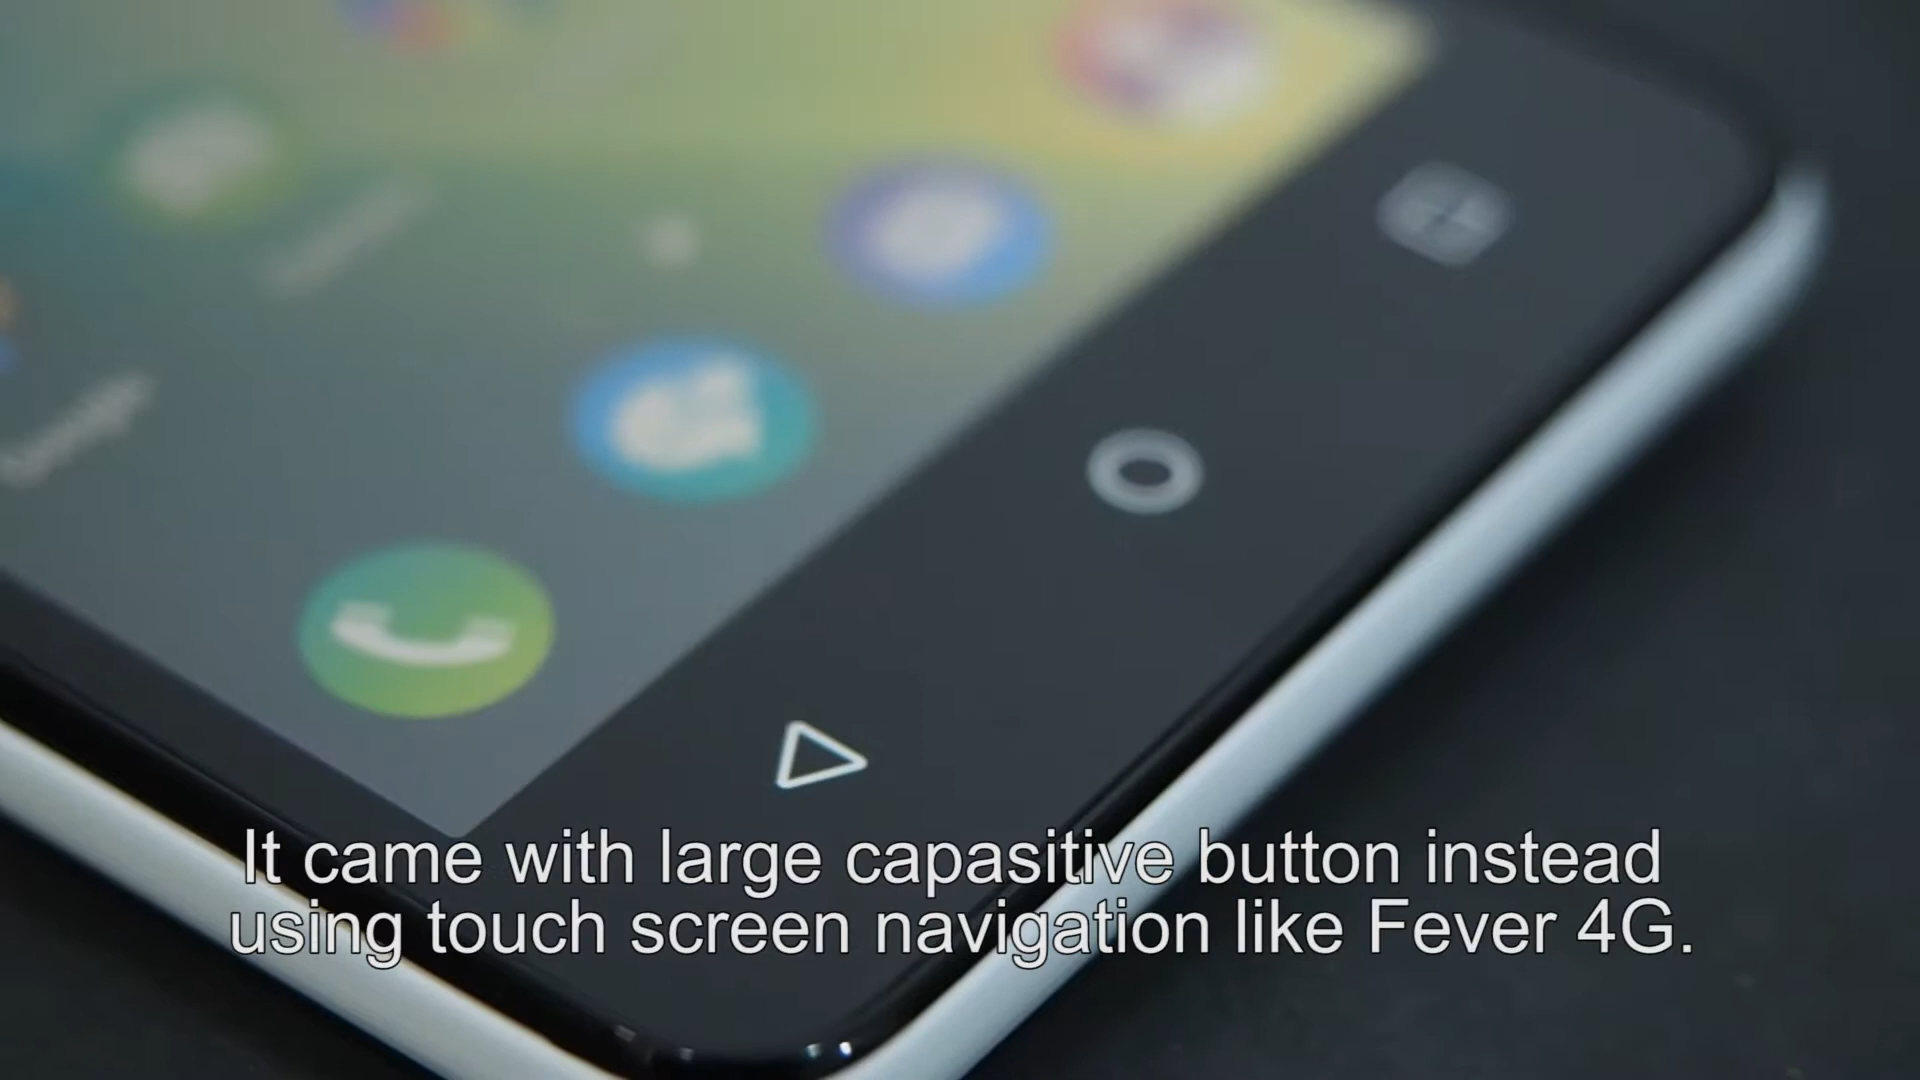 It came with large capasitive button instead
using touch screen navigation like Fever 4G.